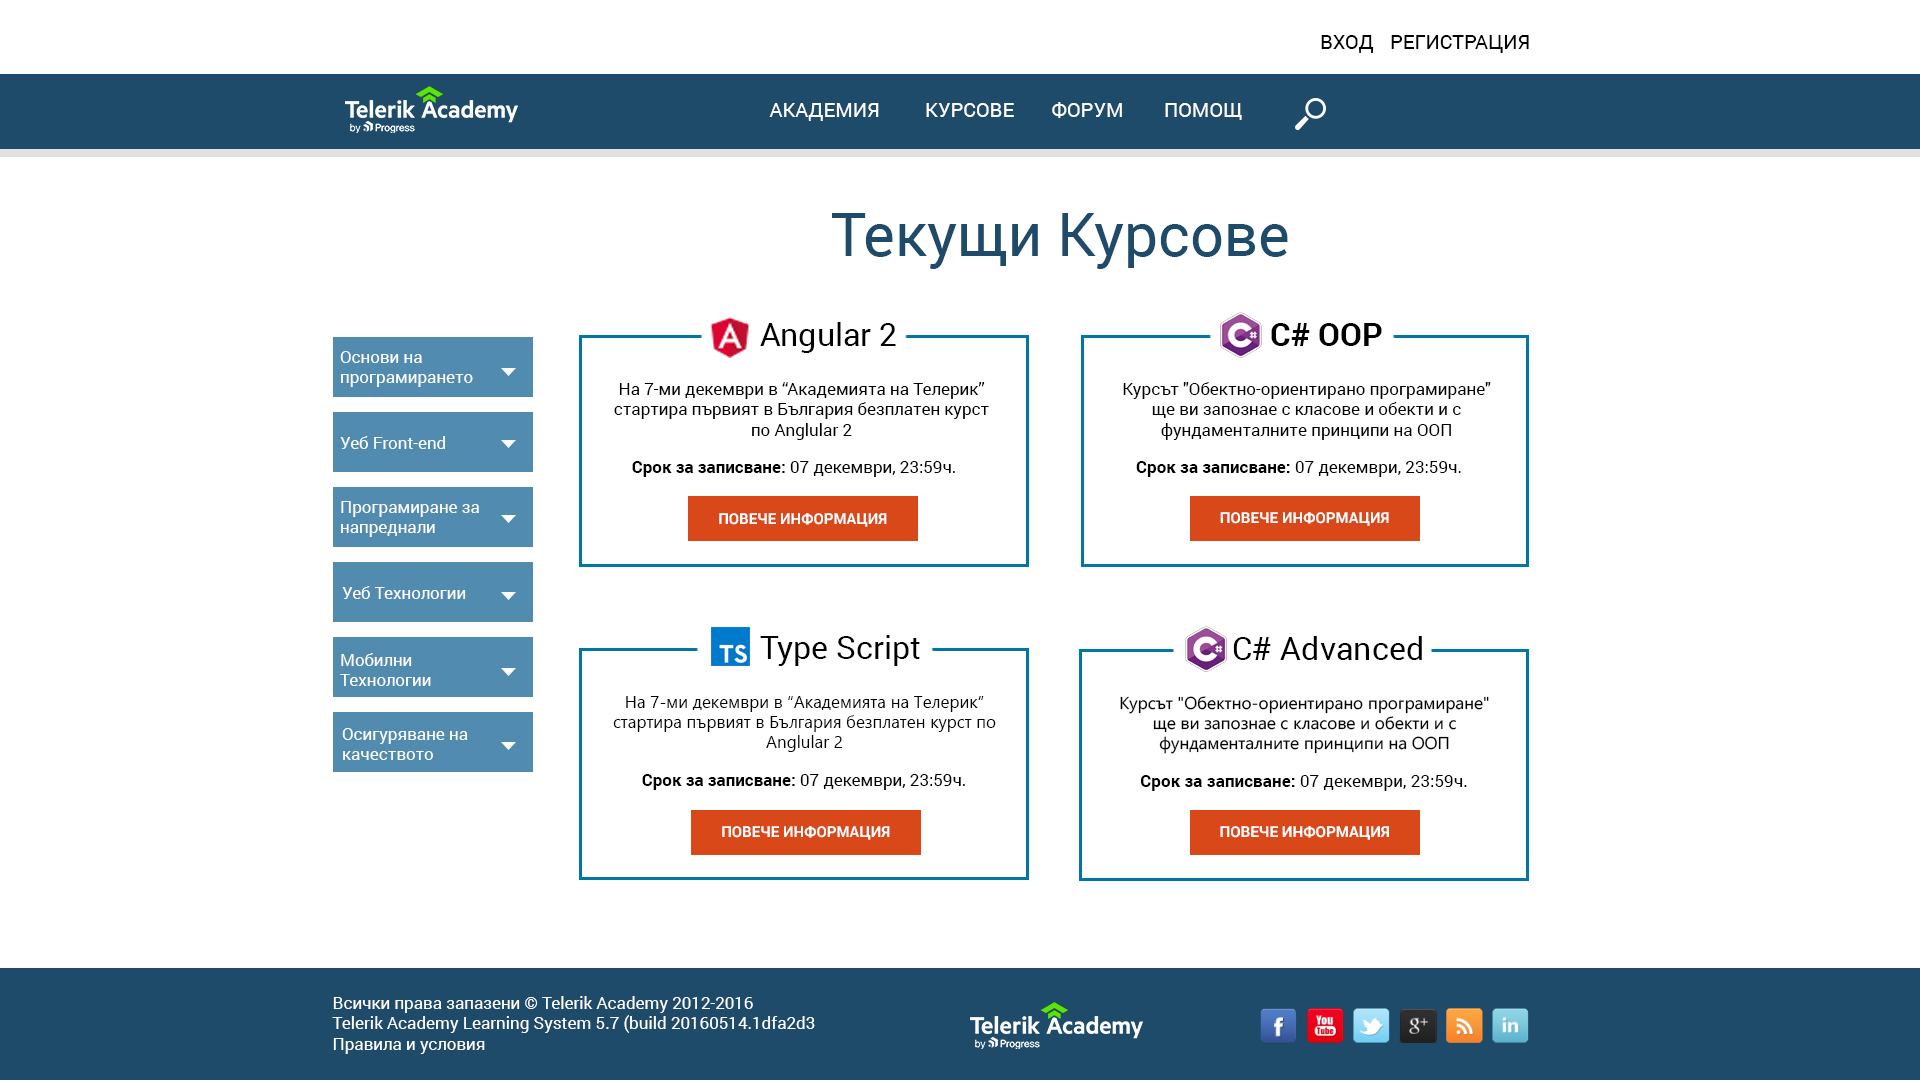 ВХОД РЕГИСТРАЦИЯ
Telerik Academy
by Progress
АКАДЕМИЯ КУРСОВЕ ФОРУМ ПОМОЩ
Текущи Курсове
Основи на
програмирането
Уеб Front-end
Програмиране за
напреднали
Уеб Технологии
Мобилни
Технологии
Осигуряване на
качеството
Angular 2
На 7-ми декември в “Академията на Телерик”
стартира първият в България безплатен курст
по Anglular 2
Срок за записване: 07 декември, 23:59ч.
ПОВЕЧЕ ИНФОРМАЦИЯ
C# OOP
Курсът "Обектно-ориентирано програмиране"
ще ви запознае с класове и обекти и с
фундаменталните принципи на ООП
Срок за записване: 07 декември, 23:59ч.
ПОВЕЧЕ ИНФОРМАЦИЯ
TS Type Script
На 7-ми декември в “Академията на Телерик”
стартира първият в България безплатен курст по
Anglular 2
Срок за записване: 07 декември, 23:59ч.
ПОВЕЧЕ ИНФОРМАЦИЯ
C# Advanced
Курсът "Обектно-ориентирано програмиране"
ще ви запознае с класове и обекти и с
фундаменталните принципи на ООП
Срок за записване: 07 декември, 23:59ч.
ПОВЕЧЕ ИНФОРМАЦИЯ
Всички права запазени © Telerik Academy 2012-2016
Telerik Academy Learning System 5.7 (build 20160514.1dfa2d3
Правила и условия
Telerik Academy
by Progress
f You Tube g+ in